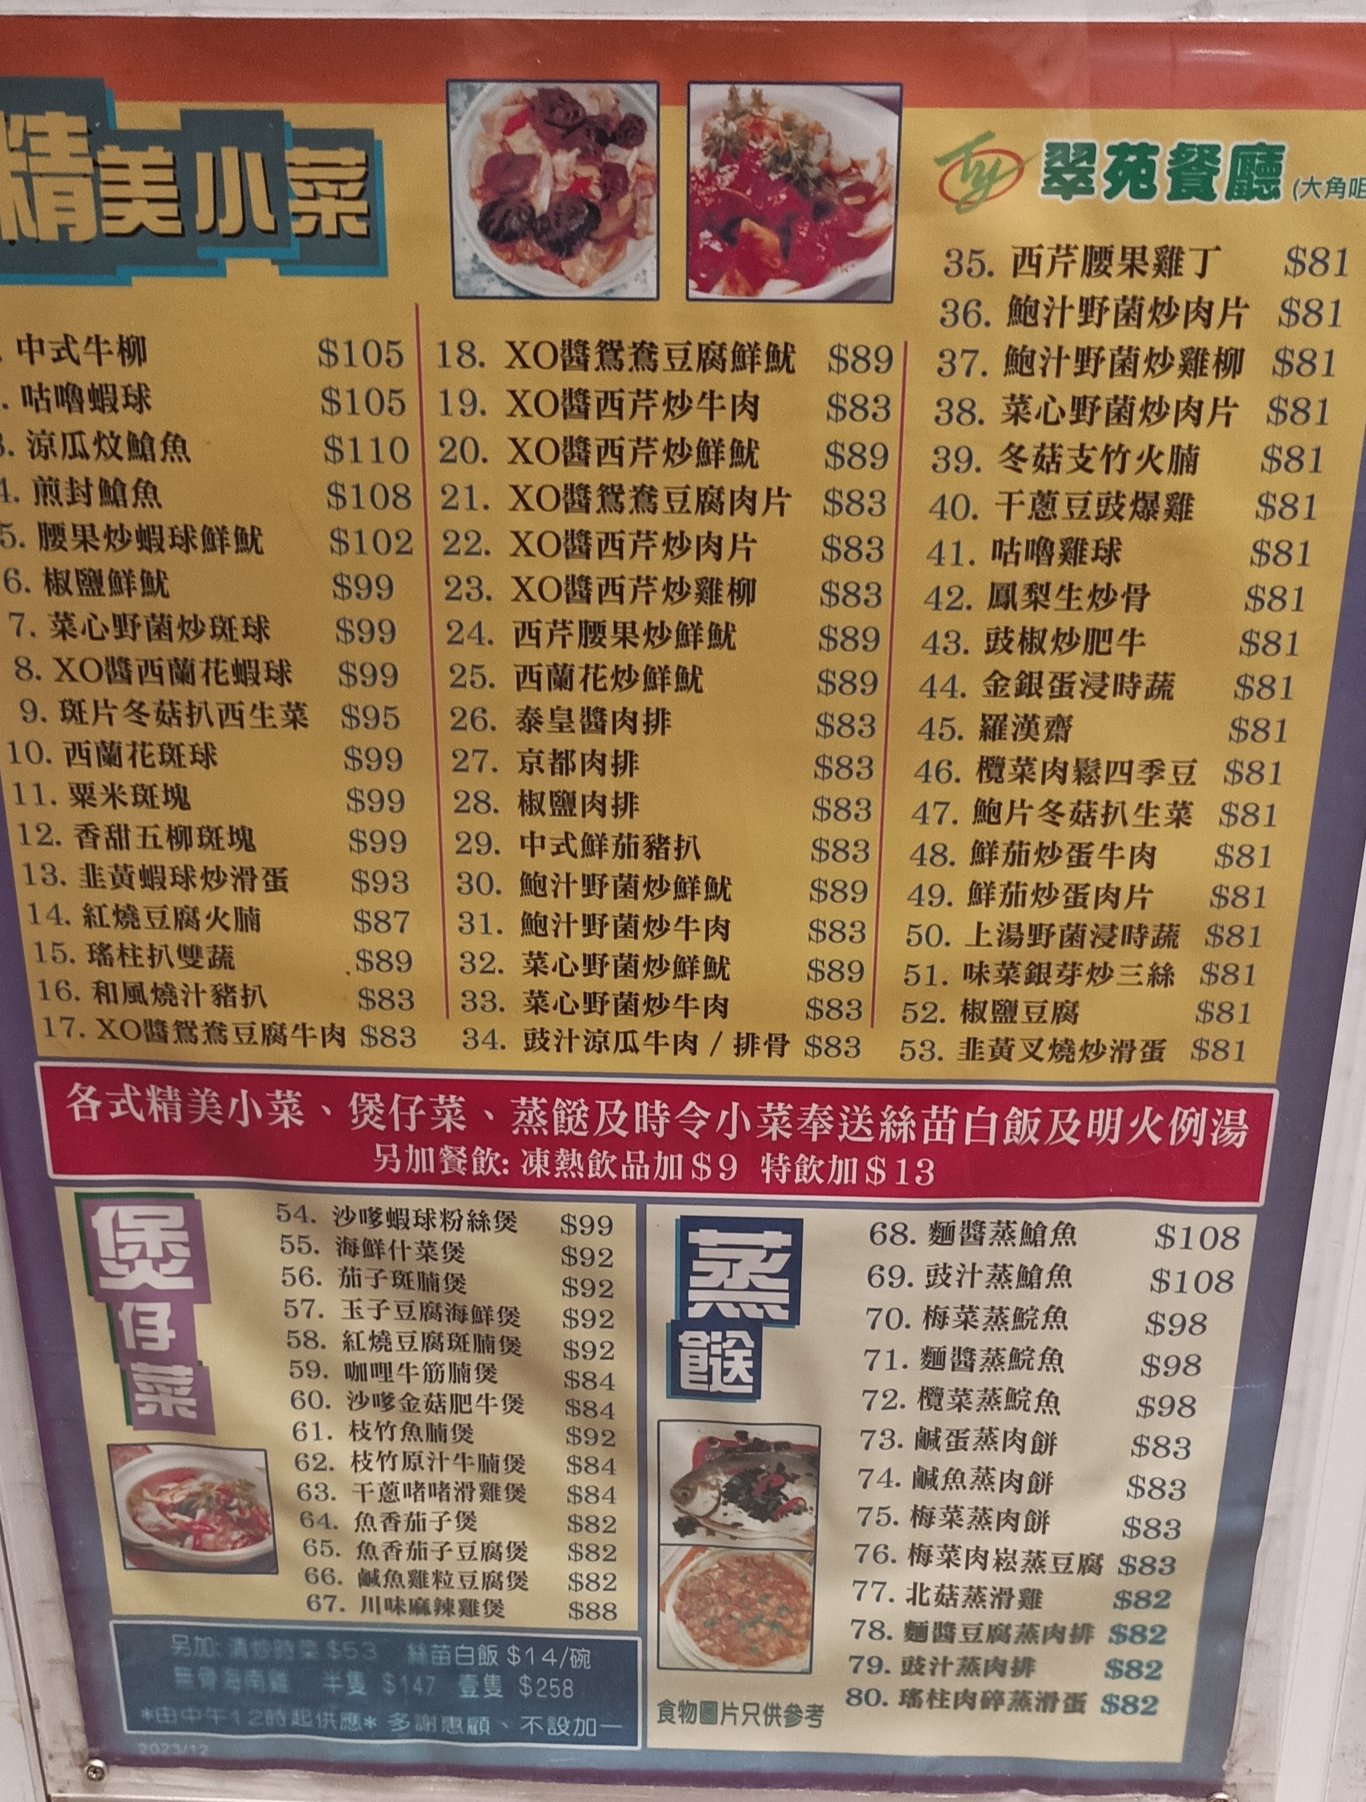 精美小菜
翠苑餐廳 (大角咀
. 中式牛柳 $105
. 咕嚕蝦球 $105
3. 涼瓜炆鎗魚 $110
4. 煎封鎗魚 $108
5. 腰果炒蝦球鮮魷 $102
6. 椒鹽鮮魷 $99
7. 菜心野菌炒斑球 $99
8. XO醬西蘭花蝦球 $99
9. 斑片冬菇扒西生菜 $95
10. 西蘭花斑球 $99
11. 粟米斑塊 $99
12. 香甜五柳斑塊 $99
13. 韭黃蝦球炒滑蛋 $93
14. 紅燒豆腐火腩 $87
15. 瑤柱扒雙蔬 $89
16. 和風燒汁豬扒 $83
17. XO醬鴛鴦豆腐牛肉 $83
18. XO醬鴛鴦豆腐鮮魷 $89
19. XO醬西芹炒牛肉 $83
20. XO醬西芹炒鮮魷 $89
21. XO醬鴛鴦豆腐肉片 $83
22. XO醬西芹炒肉片 $83
23. XO醬西芹炒雞柳 $83
24. 西芹腰果炒鮮魷 $89
25. 西蘭花炒鮮魷 $89
26. 泰皇醬肉排 $83
27. 京都肉排 $83
28. 椒鹽肉排 $83
29. 中式鮮茄豬扒 $83
30. 鮑汁野菌炒鮮魷 $89
31. 鮑汁野菌炒牛肉 $83
32. 菜心野菌炒鮮魷 $89
33. 菜心野菌炒牛肉 $83
34. 豉汁涼瓜牛肉 / 排骨 $83
35. 西芹腰果雞丁 $81
36. 鮑汁野菌炒肉片 $81
37. 鮑汁野菌炒雞柳 $81
38. 菜心野菌炒肉片 $81
39. 冬菇支竹火腩 $81
40. 干蔥豆豉爆雞 $81
41. 咕嚕雞球 $81
42. 鳳梨生炒骨 $81
43. 豉椒炒肥牛 $81
44. 金銀蛋浸時蔬 $81
45. 羅漢齋 $81
46. 欖菜肉鬆四季豆 $81
47. 鮑片冬菇扒生菜 $81
48. 鮮茄炒蛋牛肉 $81
49. 鮮茄炒蛋肉片 $81
50. 上湯野菌浸時蔬 $81
51. 味菜銀芽炒三絲 $81
52. 椒鹽豆腐 $81
53. 韭黃叉燒炒滑蛋 $81
各式精美小菜、煲仔菜、蒸餸及時令小菜奉送絲苗白飯及明火例湯
另加餐飲: 凍熱飲品加$9 特飲加$13
煲仔菜
54. 沙嗲蝦球粉絲煲 $99
55. 海鮮什菜煲 $92
56. 茄子斑腩煲 $92
57. 玉子豆腐海鮮煲 $92
58. 紅燒豆腐斑腩煲 $92
59. 咖哩牛筋腩煲 $84
60. 沙嗲金菇肥牛煲 $84
61. 枝竹魚腩煲 $92
62. 枝竹原汁牛腩煲 $84
63. 干蔥啫啫滑雞煲 $84
64. 魚香茄子煲 $82
65. 魚香茄子豆腐煲 $82
66. 鹹魚雞粒豆腐煲 $82
67. 川味麻辣雞煲 $88
另加: 清炒時菜 $53 絲苗白飯 $14/碗
無骨海南雞 半隻 $147 壹隻 $258
*由中午12時起供應* 多謝惠顧、不設加一
2023/12
蒸餸
68. 麵醬蒸鎗魚 $108
69. 豉汁蒸鎗魚 $108
70. 梅菜蒸鯇魚 $98
71. 麵醬蒸鯇魚 $98
72. 欖菜蒸鯇魚 $98
73. 鹹蛋蒸肉餅 $83
74. 鹹魚蒸肉餅 $83
75. 梅菜蒸肉餅 $83
76. 梅菜肉崧蒸豆腐 $83
77. 北菇蒸滑雞 $82
78. 麵醬豆腐蒸肉排 $82
79. 豉汁蒸肉排 $82
80. 瑤柱肉碎蒸滑蛋 $82
食物圖片只供參考